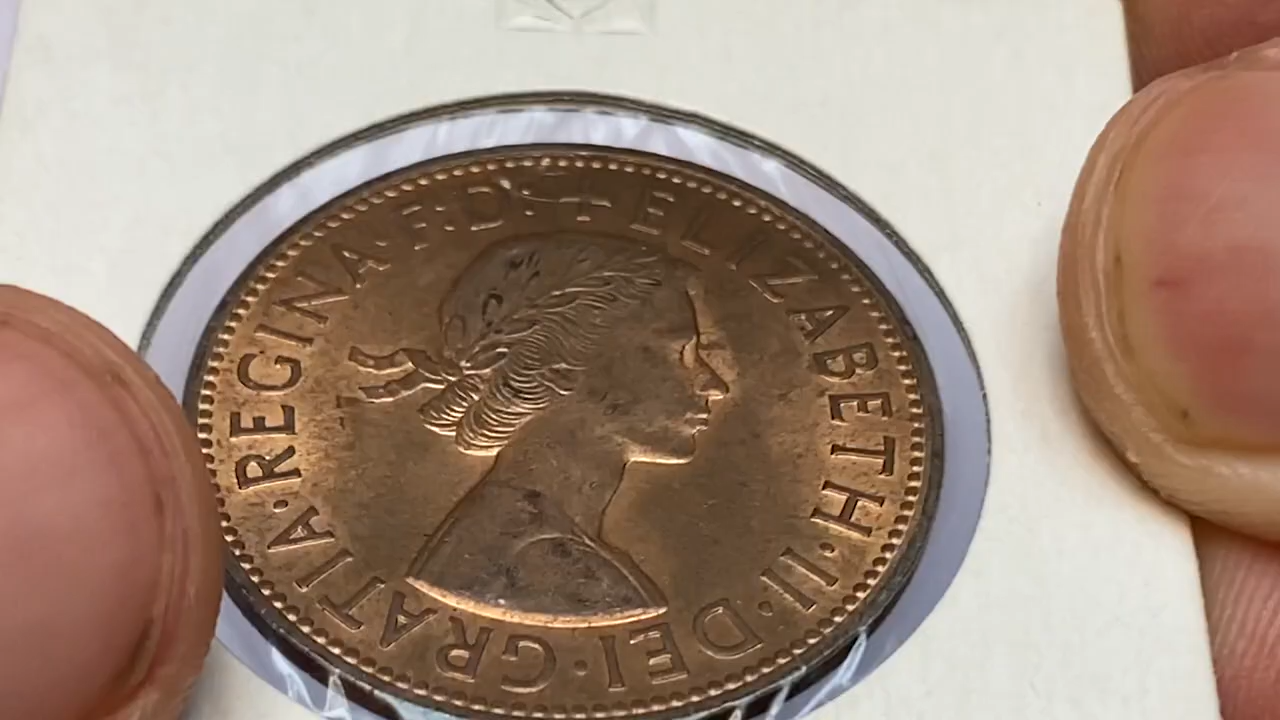 + ELIZABETH · II · DEI · GRATIA · REGINA · F: D: